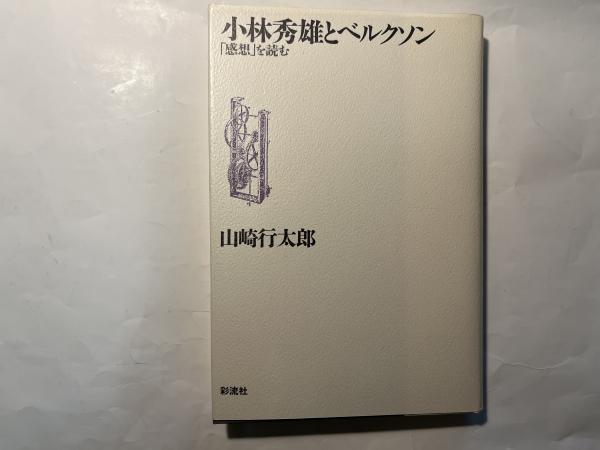 小林秀雄とベルクソン
「感想」を読む
山崎行太郎
彩流社